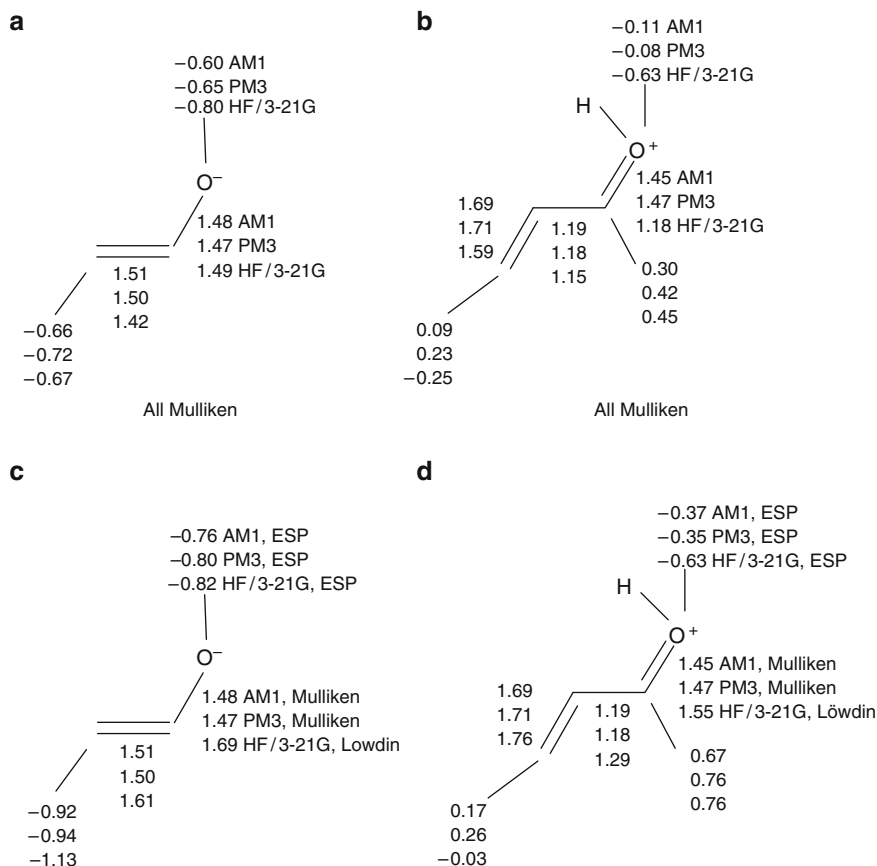 a
−0.60 AM1
−0.65 PM3
−0.80 HF/3-21G
O−
1.48 AM1
1.47 PM3
1.49 HF/3-21G
1.51
1.50
1.42
−0.66
−0.72
−0.67
All Mulliken
b
−0.11 AM1
−0.08 PM3
−0.63 HF/3-21G
H
O+
1.45 AM1
1.47 PM3
1.18 HF/3-21G
1.69
1.71
1.59
1.19
1.18
1.15
0.30
0.42
0.45
0.09
0.23
−0.25
All Mulliken
c
−0.76 AM1, ESP
−0.80 PM3, ESP
−0.82 HF/3-21G, ESP
O−
1.48 AM1, Mulliken
1.47 PM3, Mulliken
1.69 HF/3-21G, Lowdin
1.51
1.50
1.61
−0.92
−0.94
−1.13
d
−0.37 AM1, ESP
−0.35 PM3, ESP
−0.63 HF/3-21G, ESP
H
O+
1.45 AM1, Mulliken
1.47 PM3, Mulliken
1.55 HF/3-21G, Löwdin
1.69
1.71
1.76
1.19
1.18
1.29
0.67
0.76
0.76
0.17
0.26
−0.03